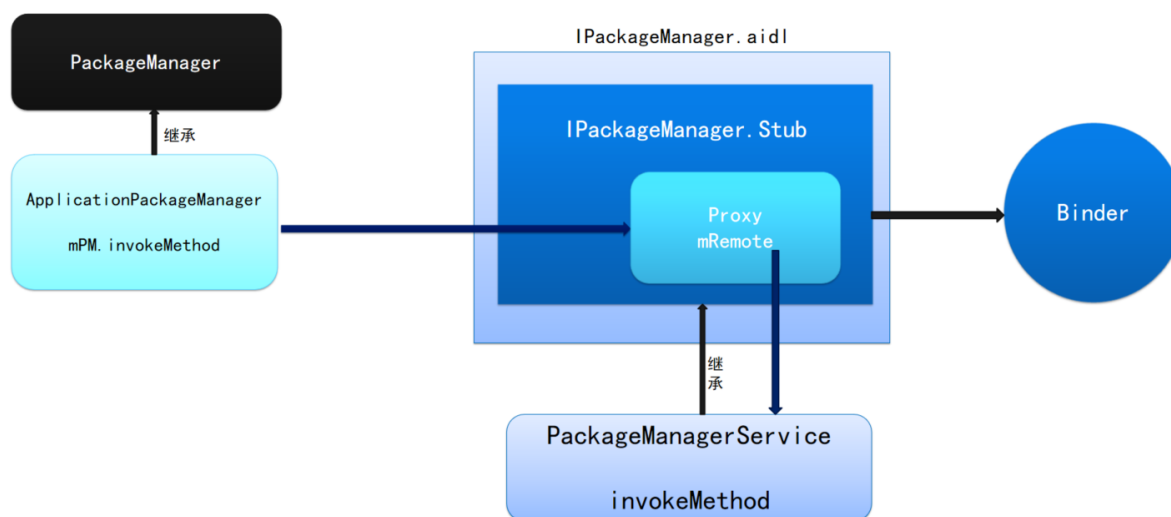 PackageManager
继承
ApplicationPackageManager
mPM.invokeMethod
IPackageManager.aidl
IPackageManager.Stub
Proxy
mRemote
Binder
继
承
PackageManagerService
invokeMethod